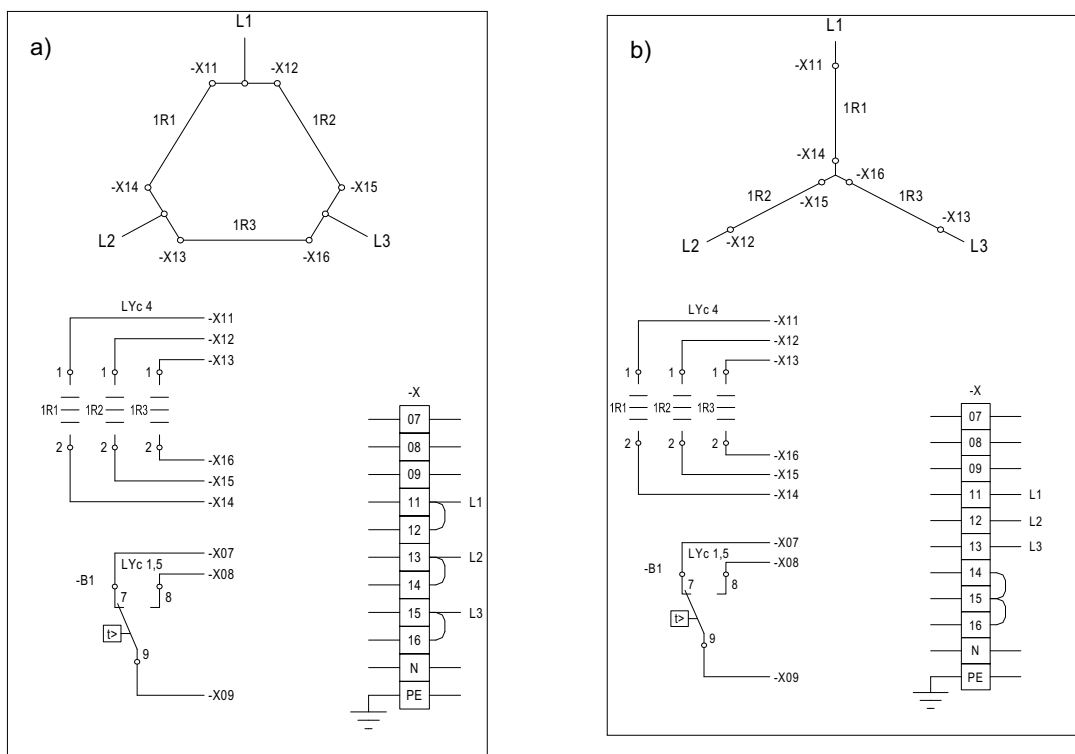 a)
L1
-X11 -X12
1R1 1R2
-X14 -X15
1R3
L2 L3
-X13 -X16
LYc 4
-X11
-X12
-X13
1 1 1
1R1 1R2 1R3
2 2 2
-X16
-X15
-X14
-X07
LYc 1,5
-X08
-B1
7 8
t>
9
-X09
-X
07
08
09
11 L1
12
13 L2
14
15 L3
16
N
PE
b)
L1
-X11
1R1
-X14
-X16
1R2 -X15 1R3
-X13
L2 -X12 L3
LYc 4
-X11
-X12
-X13
1 1 1
1R1 1R2 1R3
2 2 2
-X16
-X15
-X14
-X07
LYc 1,5
-X08
-B1
7 8
t>
9
-X09
-X
07
08
09
11 L1
12 L2
13 L3
14
15
16
N
PE